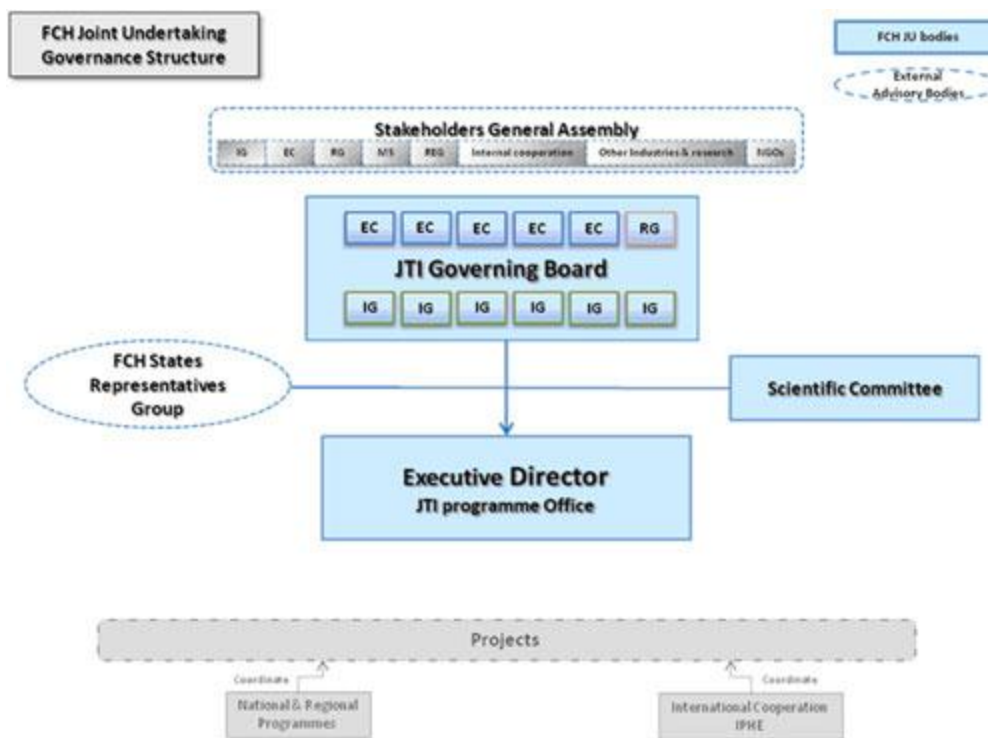 FCH Joint Undertaking
Governance Structure
FCH JU bodies
External
Advisory Bodies
Stakeholders General Assembly
IG EC RG MS REG Internal cooperation Other Industries & research NGOs
EC EC EC EC EC RG
JTI Governing Board
IG IG IG IG IG IG
FCH States
Representatives
Group
Scientific Committee
Executive Director
JTI programme Office
Projects
Coordinate
Coordinate
National & Regional
Programmes
International Cooperation
IPHE